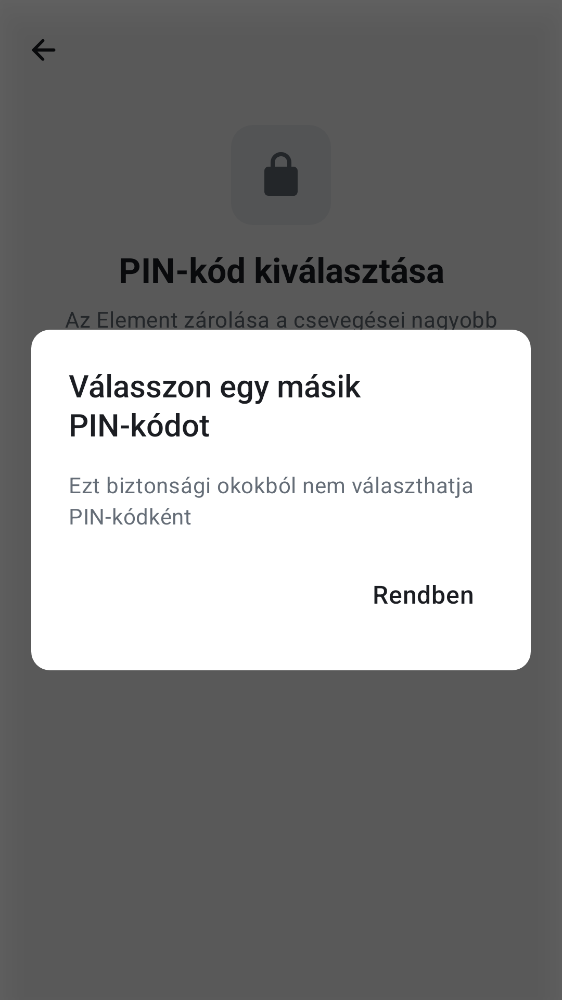 PIN-kód kiválasztása
Az Element zárolása a csevegései nagyobb
Válasszon egy másik
PIN-kódot
Ezt biztonsági okokból nem választhatja
PIN-kódként
Rendben